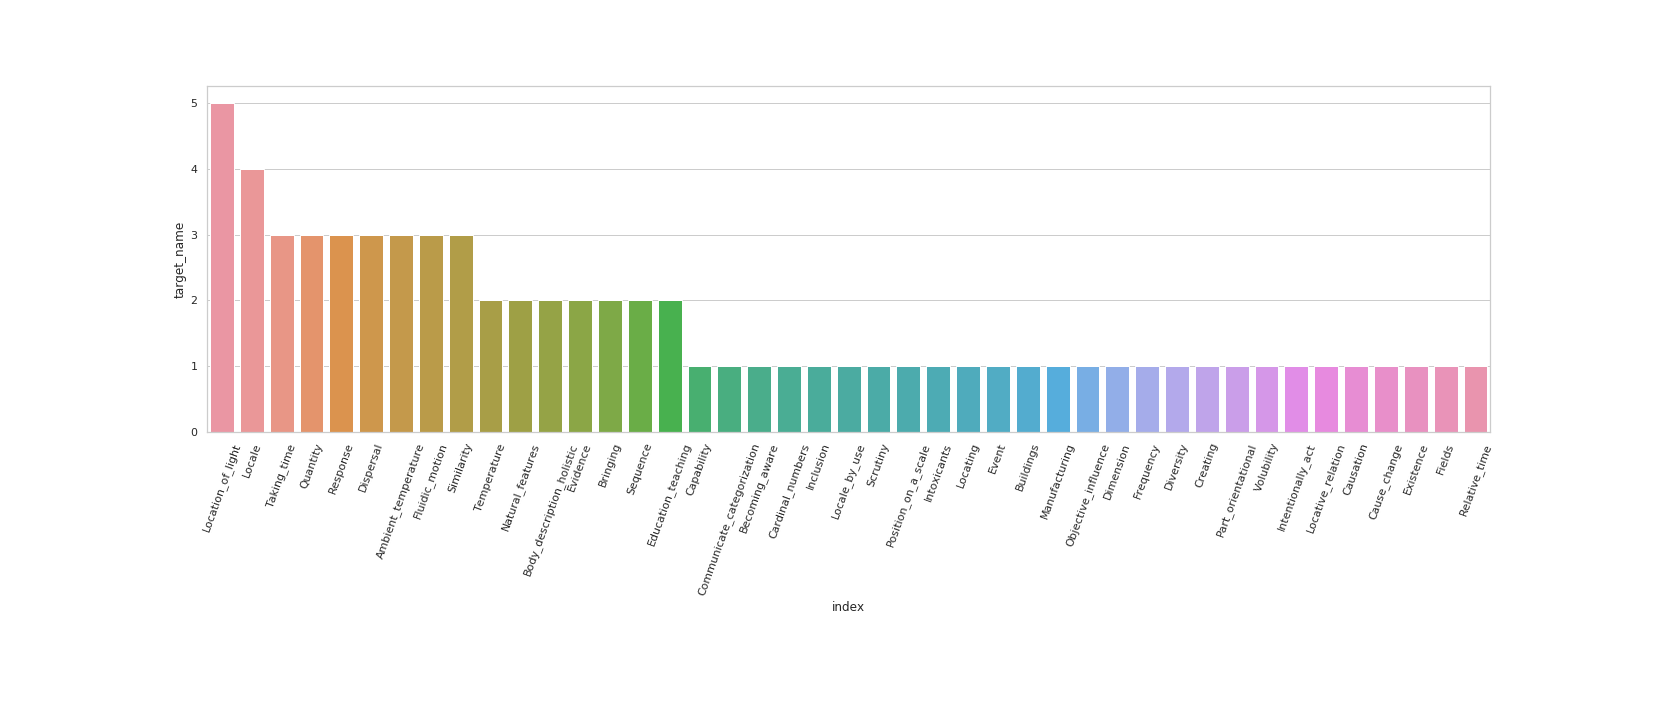 5
4
3
2
1
0
target_name
Location_of_light
Locale
Taking_time
Quantity
Response
Dispersal
Ambient_temperature
Fluidic_motion
Similarity
Temperature
Natural_features
Body_description_holistic
Evidence
Bringing
Sequence
Education_teaching
Capability
Communicate_categorization
Becoming_aware
Cardinal_numbers
Inclusion
Locale_by_use
Scrutiny
Position_on_a_scale
Intoxicants
Locating
Event
Buildings
Manufacturing
Objective_influence
Dimension
Frequency
Diversity
Creating
Part_orientational
Volubility
Intentionally_act
Locative_relation
Causation
Cause_change
Existence
Fields
Relative_time
index